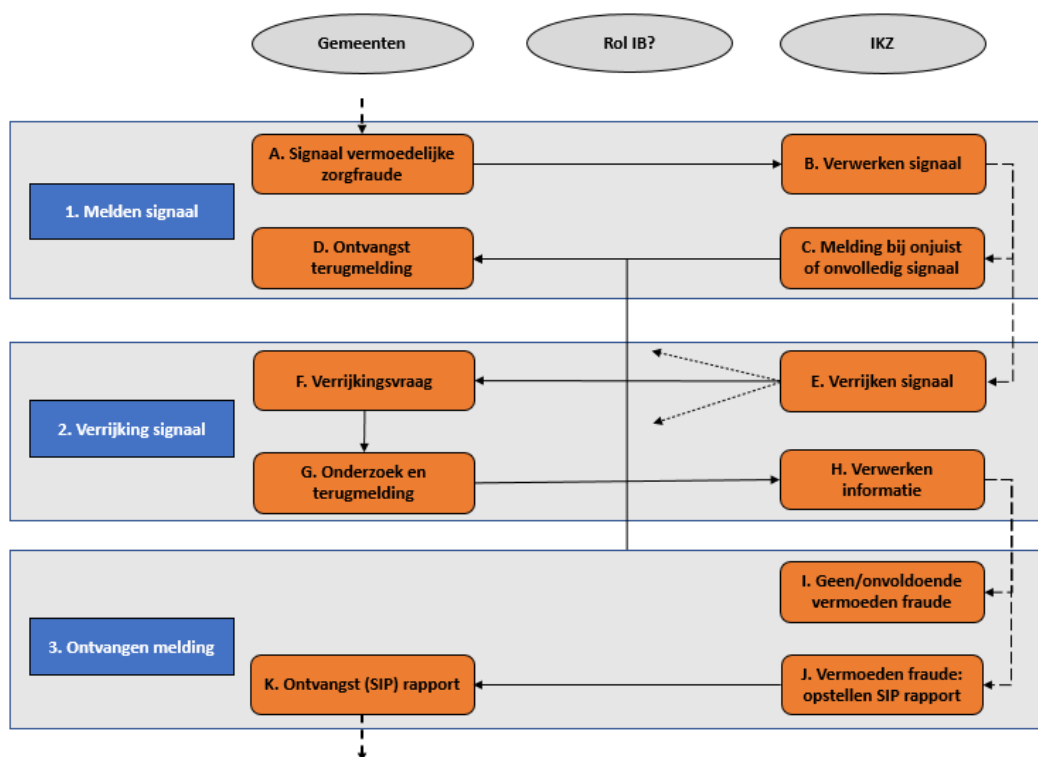 Gemeenten
Rol IB?
IKZ
1. Melden signaal
A. Signaal vermoedelijke
zorgfraude
B. Verwerken signaal
D. Ontvangst
terugmelding
C. Melding bij onjuist
of onvolledig signaal
2. Verrijking signaal
F. Verrijkingsvraag
E. Verrijken signaal
G. Onderzoek en
terugmelding
H. Verwerken
informatie
3. Ontvangen melding
I. Geen/onvoldoende
vermoeden fraude
K. Ontvangst (SIP) rapport
J. Vermoeden fraude:
opstellen SIP rapport